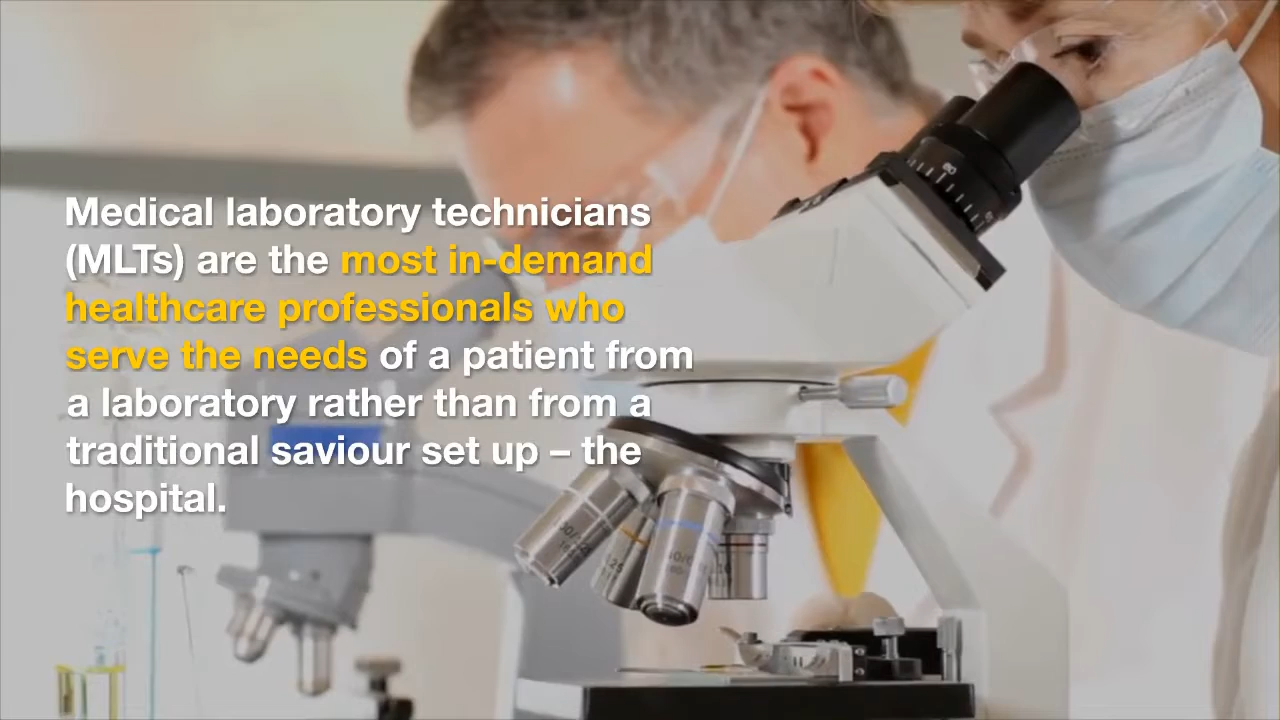 Medical laboratory technicians
(MLTs) are the most in-demand
healthcare professionals who
serve the needs of a patient from
a laboratory rather than from a
traditional saviour set up – the
hospital.